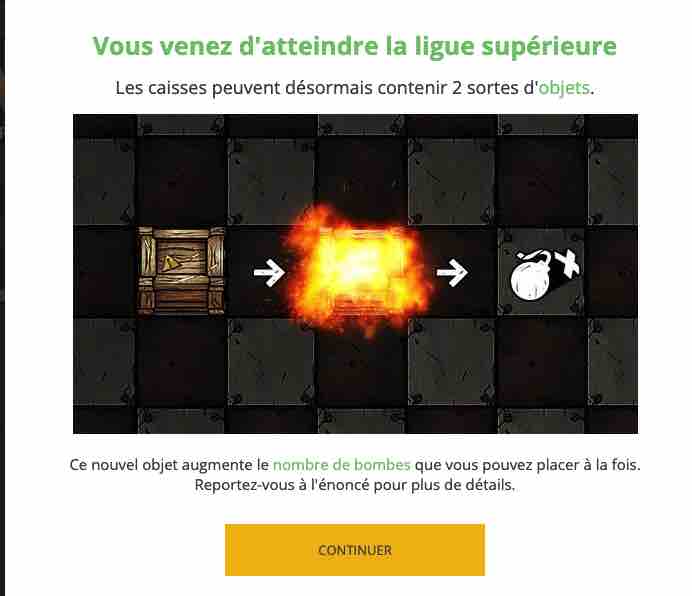 Vous venez d'atteindre la ligue supérieure
Les caisses peuvent désormais contenir 2 sortes d'objets.
Ce nouvel objet augmente le nombre de bombes que vous pouvez placer à la fois.
Reportez-vous à l'énoncé pour plus de détails.
CONTINUER